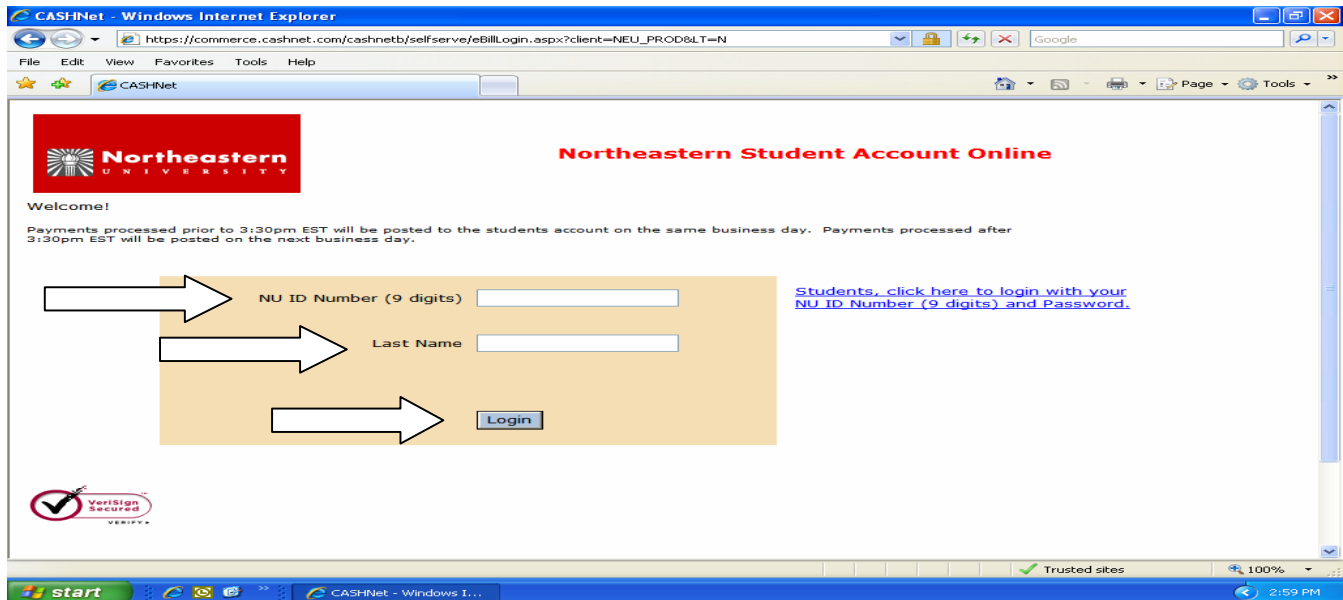 CASHNet - Windows Internet Explorer
https://commerce.cashnet.com/cashnetb/selfserve/eBillLogin.aspx?client=NEU_PROD&LT=N
Google
File Edit View Favorites Tools Help
CASHNet
Page Tools
Northeastern
UNIVERSITY
Northeastern Student Account Online
Welcome!
Payments processed prior to 3:30pm EST will be posted to the students account on the same business day. Payments processed after
3:30pm EST will be posted on the next business day.
NU ID Number (9 digits)
Students, click here to login with your
NU ID Number (9 digits) and Password.
Last Name
Login
VeriSign
Secured
VERIFY
Trusted sites
100%
start
CASHNet - Windows I...
2:59 PM